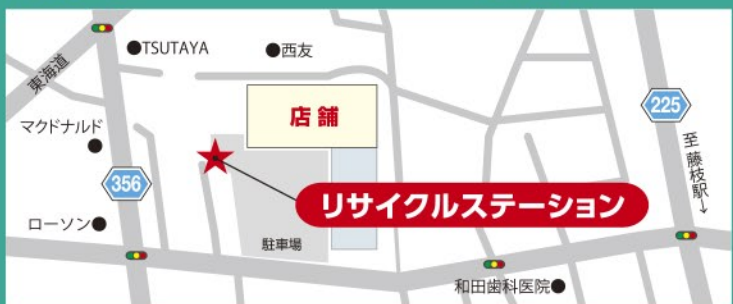 TSUTAYA
西友
東海道
店舗
225
マクドナルド
至藤枝駅→
356
リサイクルステーション
ローソン
駐車場
和田歯科医院